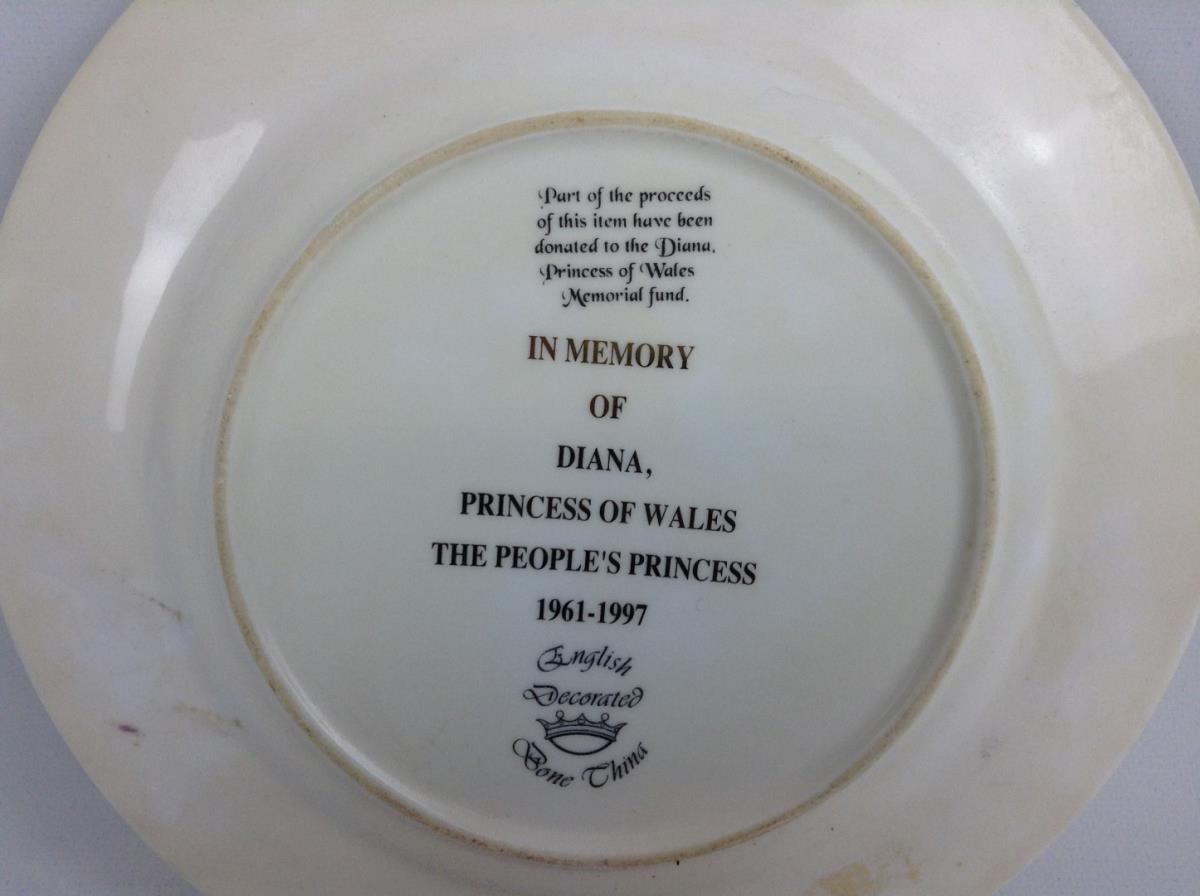 Part of the proceeds
of this item have been
donated to the Diana,
Princess of Wales
Memorial fund.
IN MEMORY
OF
DIANA,
PRINCESS OF WALES
THE PEOPLE'S PRINCESS
1961-1997
English
Decorated
Bone China